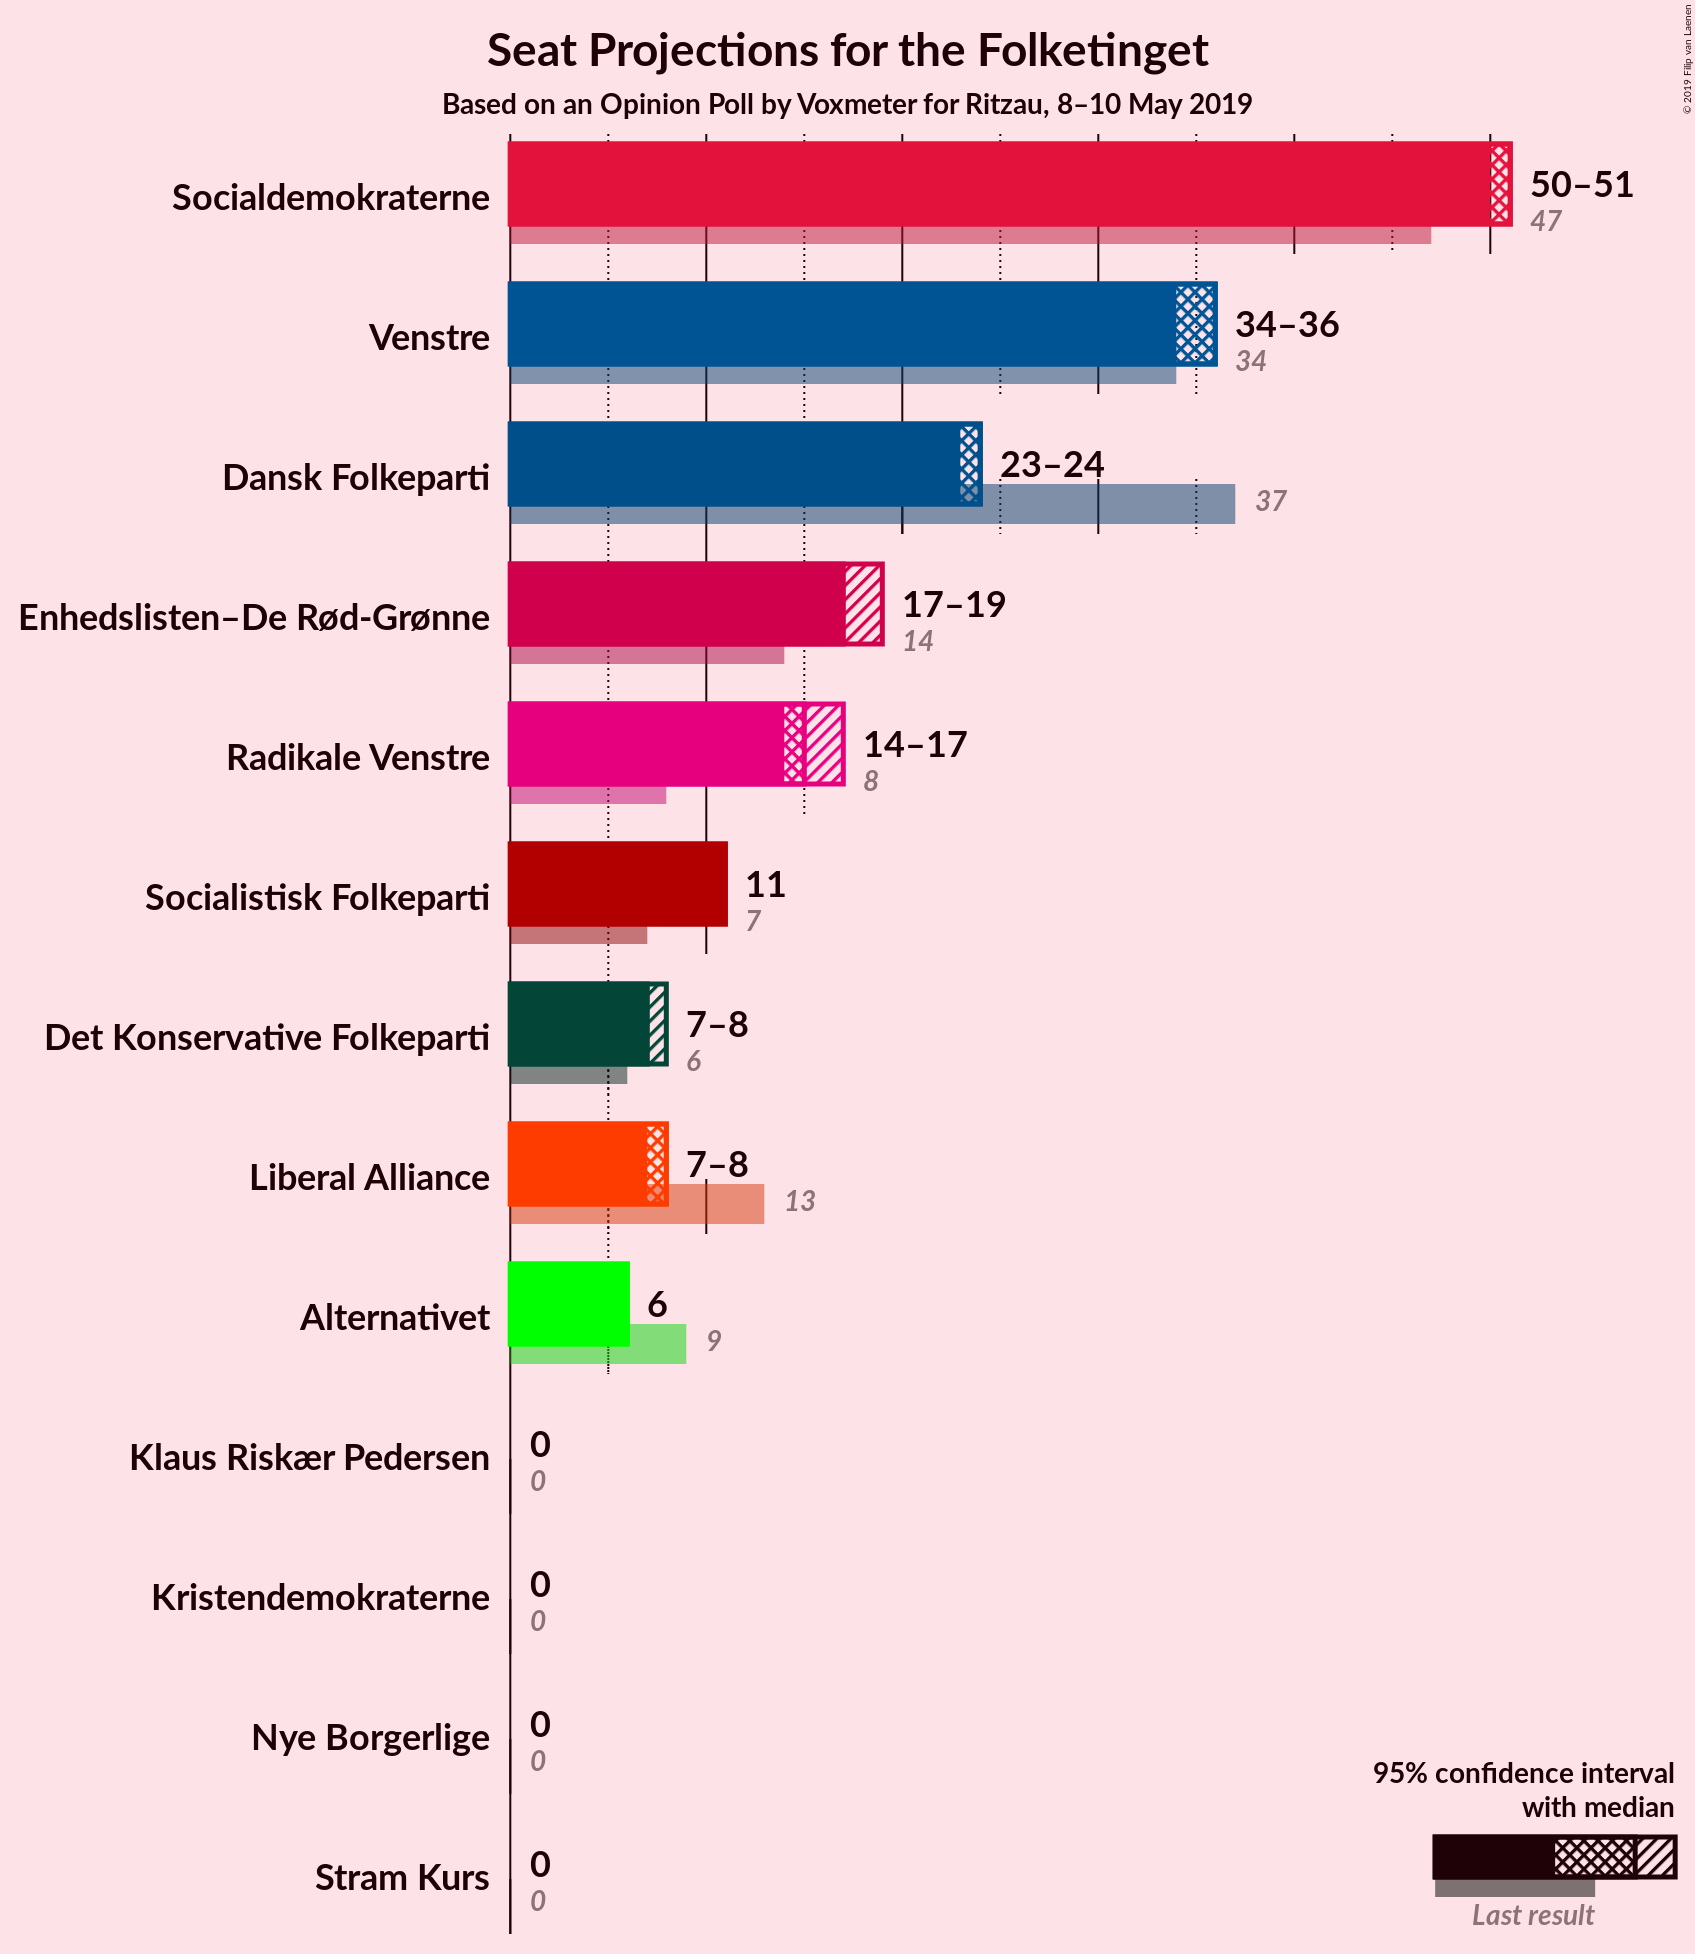 Seat Projections for the Folketinget
Based on an Opinion Poll by Voxmeter for Ritzau, 8–10 May 2019
© 2019 Filip van Laenen
Socialdemokraterne
50–51
47
Venstre
34–36
34
Dansk Folkeparti
23–24
37
Enhedslisten–De Rød-Grønne
17–19
14
Radikale Venstre
14–17
8
Socialistisk Folkeparti
11
7
Det Konservative Folkeparti
7–8
6
Liberal Alliance
7–8
13
Alternativet
6
9
Klaus Riskær Pedersen
0
0
Kristendemokraterne
0
0
Nye Borgerlige
0
0
Stram Kurs
0
0
95% confidence interval
with median
Last result